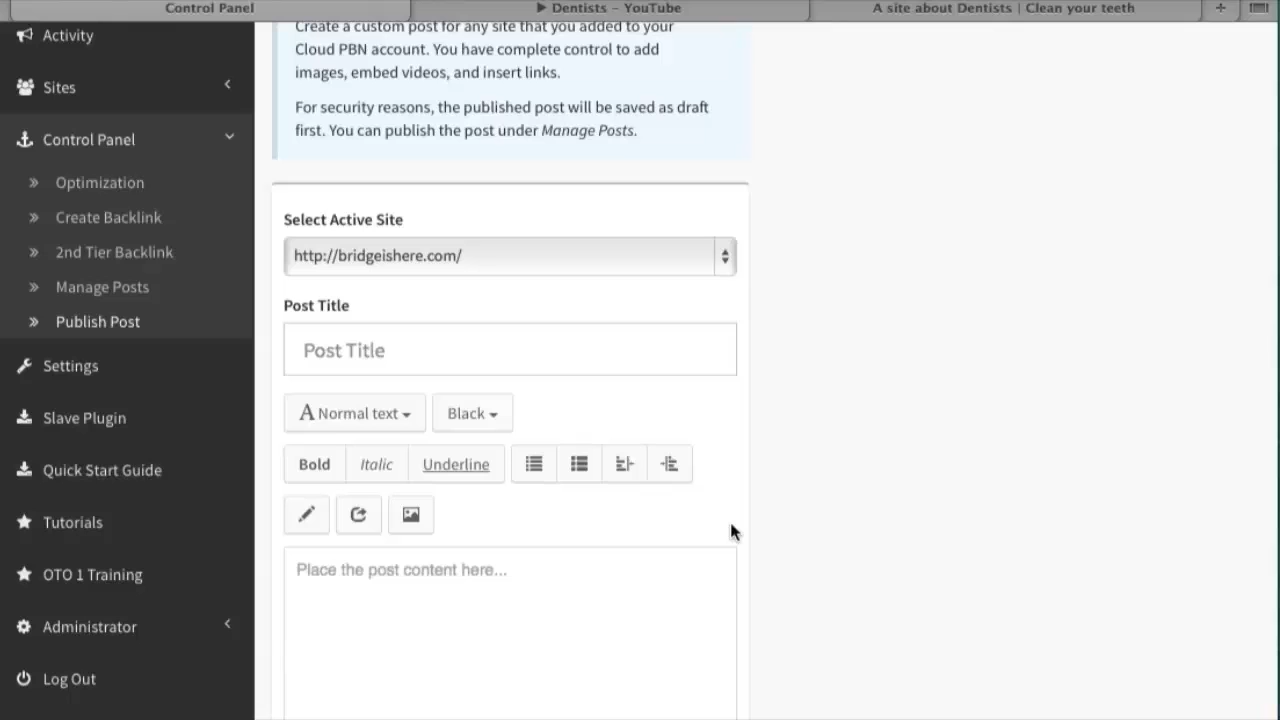 Control Panel
Dentists – YouTube
A site about Dentists | Clean your teeth
Activity
Sites
Control Panel
Optimization
Create Backlink
2nd Tier Backlink
Manage Posts
Publish Post
Settings
Slave Plugin
Quick Start Guide
Tutorials
OTO 1 Training
Administrator
Log Out
Create a custom post for any site that you added to your
Cloud PBN account. You have complete control to add
images, embed videos, and insert links.
For security reasons, the published post will be saved as draft
first. You can publish the post under Manage Posts.
Select Active Site
http://bridgeishere.com/
Post Title
Post Title
A Normal text
Black
Bold Italic Underline
Place the post content here...